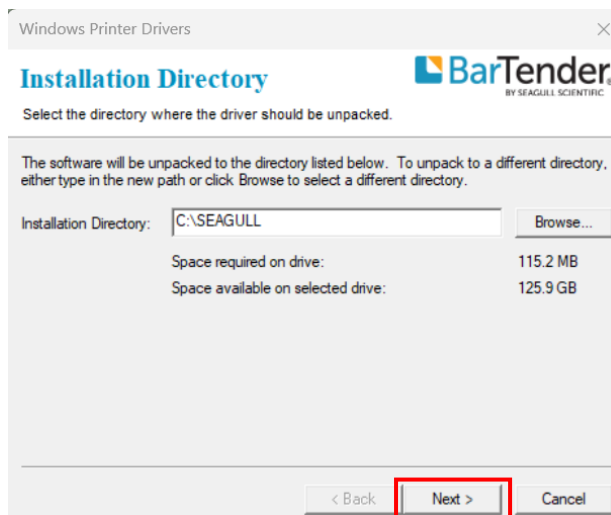 Windows Printer Drivers
Installation Directory
BarTender
BY SEAGULL SCIENTIFIC
Select the directory where the driver should be unpacked.
The software will be unpacked to the directory listed below. To unpack to a different directory,
either type in the new path or click Browse to select a different directory.
Installation Directory: C:\SEAGULL Browse...
Space required on drive: 115.2 MB
Space available on selected drive: 125.9 GB
< Back Next > Cancel